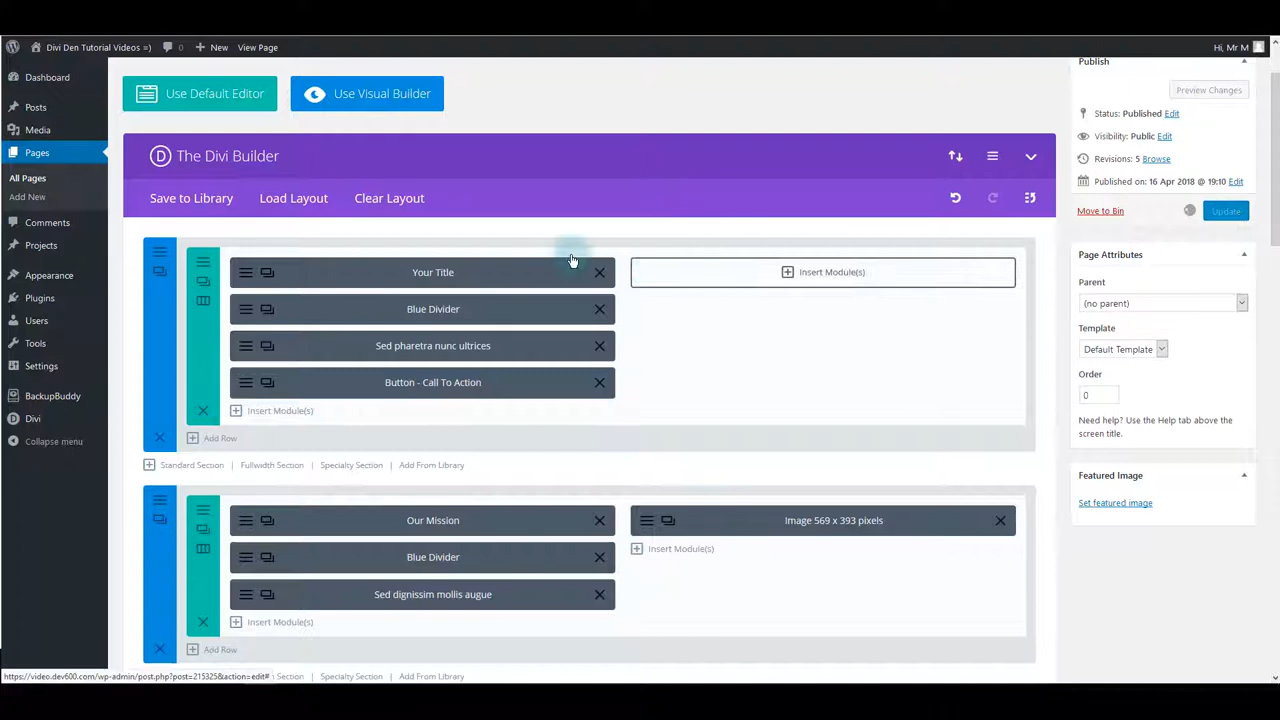 Divi Den Tutorial Videos =)
0
New
View Page
Hi, Mr M
Dashboard
Posts
Media
Pages
All Pages
Add New
Comments
Projects
Appearance
Plugins
Users
Tools
Settings
BackupBuddy
Divi
Collapse menu
Use Default Editor
Use Visual Builder
D The Divi Builder
Save to Library
Load Layout
Clear Layout
Your Title
Insert Module(s)
Blue Divider
Sed pharetra nunc ultrices
Button - Call To Action
Insert Module(s)
Add Row
Standard Section | Fullwidth Section | Specialty Section | Add From Library
Our Mission
Image 569 x 393 pixels
Blue Divider
Insert Module(s)
Sed dignissim mollis augue
Insert Module(s)
Add Row
Section | Specialty Section | Add From Library
https://video.dev600.com/wp-admin/post.php?post=215325&action=edit#
Publish
Preview Changes
Status: Published Edit
Visibility: Public Edit
Revisions: 5 Browse
Published on: 16 Apr 2018 @ 19:10 Edit
Move to Bin
Update
Page Attributes
Parent
(no parent)
Template
Default Template
Order
0
Need help? Use the Help tab above the
screen title.
Featured Image
Set featured image